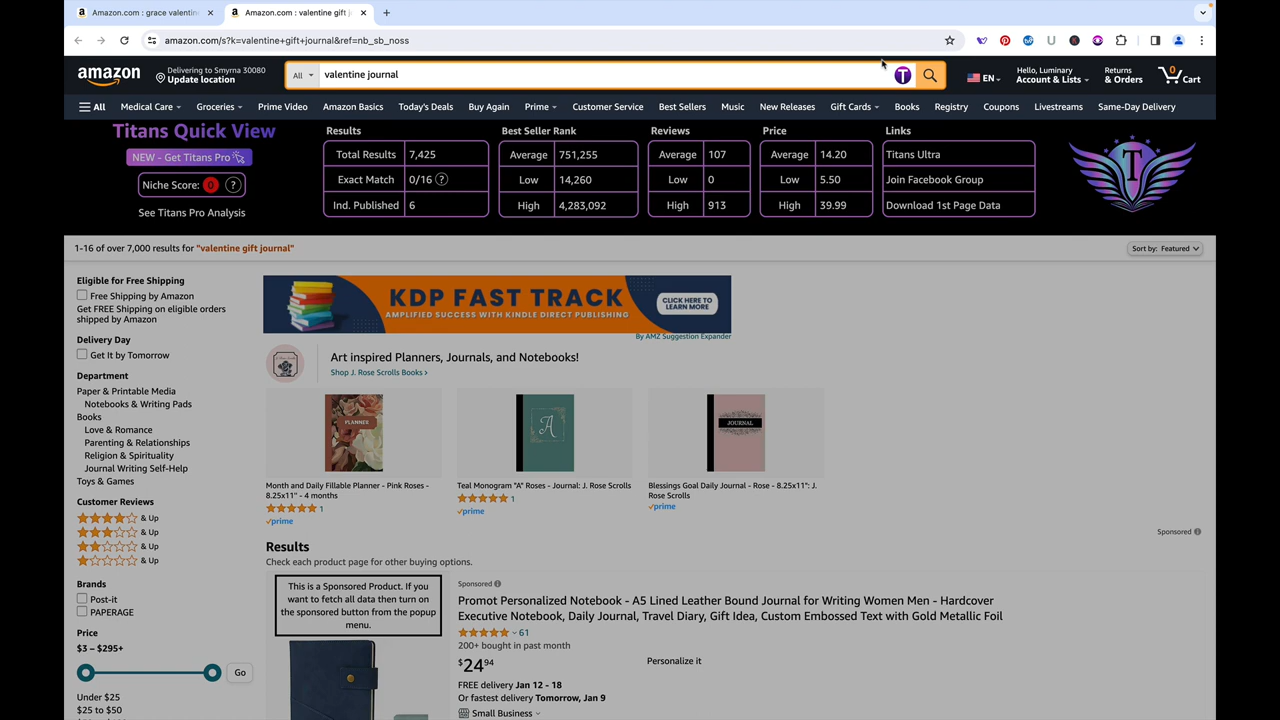 Amazon.com : grace valentin
Amazon.com : valentine gift j
amazon.com/s?k=valentine+gift+journal&ref=nb_sb_noss
amazon
Delivering to Smyrna 30080
Update location
All
valentine journal
EN
Hello, Luminary
Account & Lists
Returns
& Orders
0
Cart
All
Medical Care
Groceries
Prime Video
Amazon Basics
Today's Deals
Buy Again
Prime
Customer Service
Best Sellers
Music
New Releases
Gift Cards
Books
Registry
Coupons
Livestreams
Same-Day Delivery
Titans Quick View
NEW - Get Titans Pro
Niche Score: 0 ?
See Titans Pro Analysis
Results
Total Results 7,425
Exact Match 0/16 ?
Ind. Published 6
Best Seller Rank
Average 751,255
Low 14,260
High 4,283,092
Reviews
Average 107
Low 0
High 913
Price
Average 14.20
Low 5.50
High 39.99
Links
Titans Ultra
Join Facebook Group
Download 1st Page Data
T
1-16 of over 7,000 results for "valentine gift journal"
Sort by: Featured
Eligible for Free Shipping
Free Shipping by Amazon
Get FREE Shipping on eligible orders
shipped by Amazon
Delivery Day
Get It by Tomorrow
Department
Paper & Printable Media
Notebooks & Writing Pads
Books
Love & Romance
Parenting & Relationships
Religion & Spirituality
Journal Writing Self-Help
Toys & Games
Customer Reviews
& Up
& Up
& Up
& Up
Brands
Post-it
PAPERAGE
Price
$3 – $295+
Go
Under $25
$25 to $50
KDP FAST TRACK
AMPLIFIED SUCCESS WITH KINDLE DIRECT PUBLISHING
CLICK HERE TO
LEARN MORE
By AMZ Suggestion Expander
Art inspired Planners, Journals, and Notebooks!
Shop J. Rose Scrolls Books ›
PLANNER
A
JOURNAL
Month and Daily Fillable Planner - Pink Roses -
8.25x11" - 4 months
1
prime
Teal Monogram "A" Roses - Journal: J. Rose Scrolls
1
prime
Blessings Goal Daily Journal - Rose - 8.25x11": J.
Rose Scrolls
prime
Sponsored
Results
Check each product page for other buying options.
This is a Sponsored Product. If you
want to fetch all data then turn on
the sponsored button from the popup
menu.
Sponsored
Promot Personalized Notebook - A5 Lined Leather Bound Journal for Writing Women Men - Hardcover
Executive Notebook, Daily Journal, Travel Diary, Gift Idea, Custom Embossed Text with Gold Metallic Foil
61
200+ bought in past month
$24 94
Personalize it
FREE delivery Jan 12 - 18
Or fastest delivery Tomorrow, Jan 9
Small Business